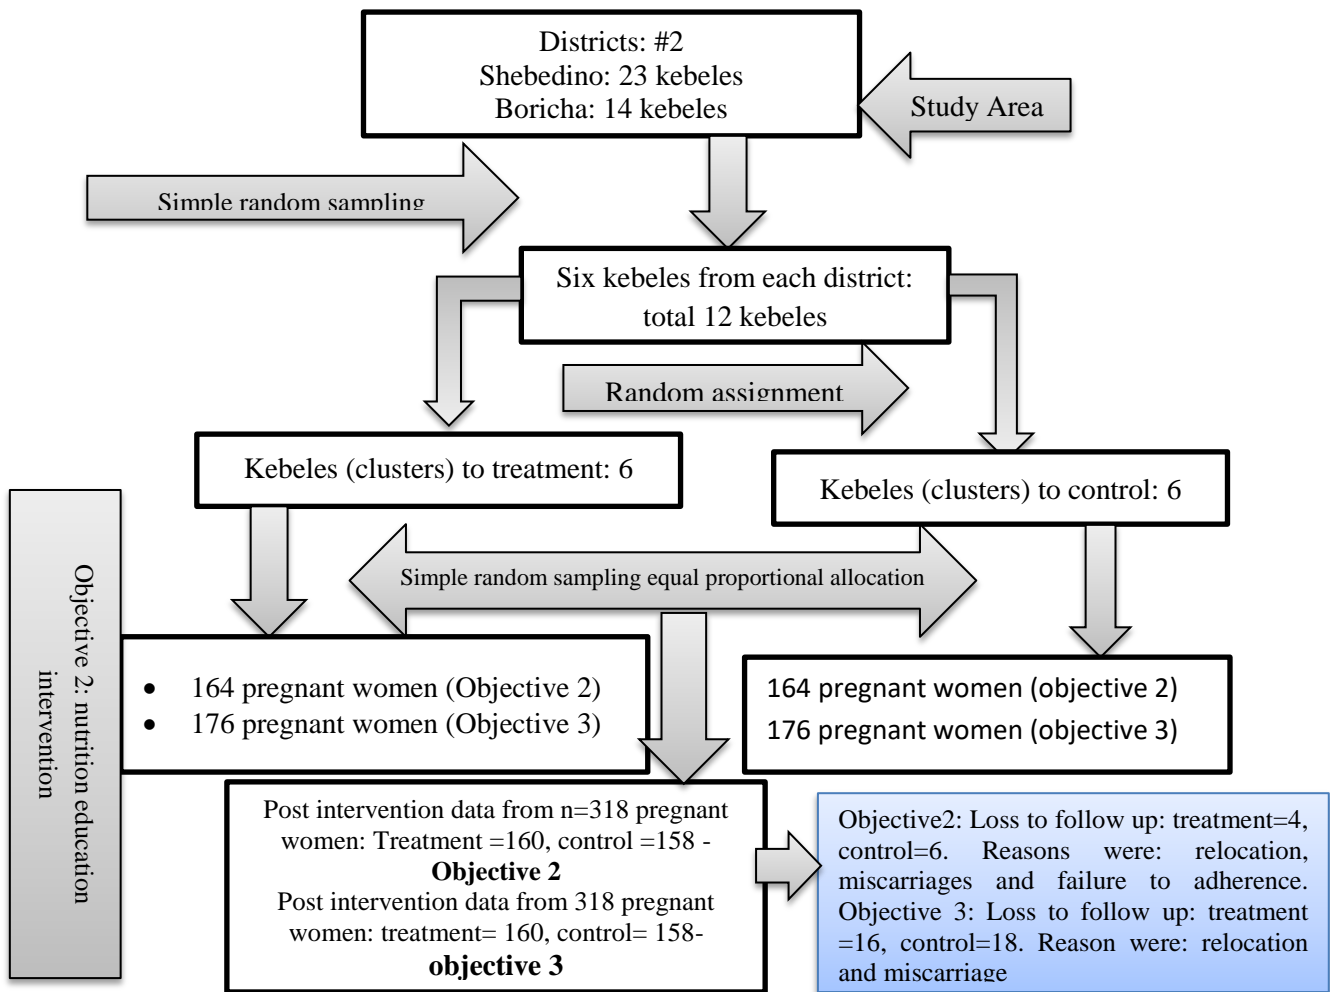 Districts: #2
Shebedino: 23 kebeles
Boricha: 14 kebeles
Study Area
Simple random sampling
Six kebeles from each district:
total 12 kebeles
Random assignment
Kebeles (clusters) to treatment: 6
Kebeles (clusters) to control: 6
Simple random sampling equal proportional allocation
Objective 2: nutrition education
intervention
• 164 pregnant women (Objective 2)
• 176 pregnant women (Objective 3)
164 pregnant women (objective 2)
176 pregnant women (objective 3)
Post intervention data from n=318 pregnant
women: Treatment =160, control =158 -
Objective 2
Post intervention data from 318 pregnant
women: treatment= 160, control= 158-
objective 3
Objective2: Loss to follow up: treatment=4,
control=6. Reasons were: relocation,
miscarriages and failure to adherence.
Objective 3: Loss to follow up: treatment
=16, control=18. Reason were: relocation
and miscarriage